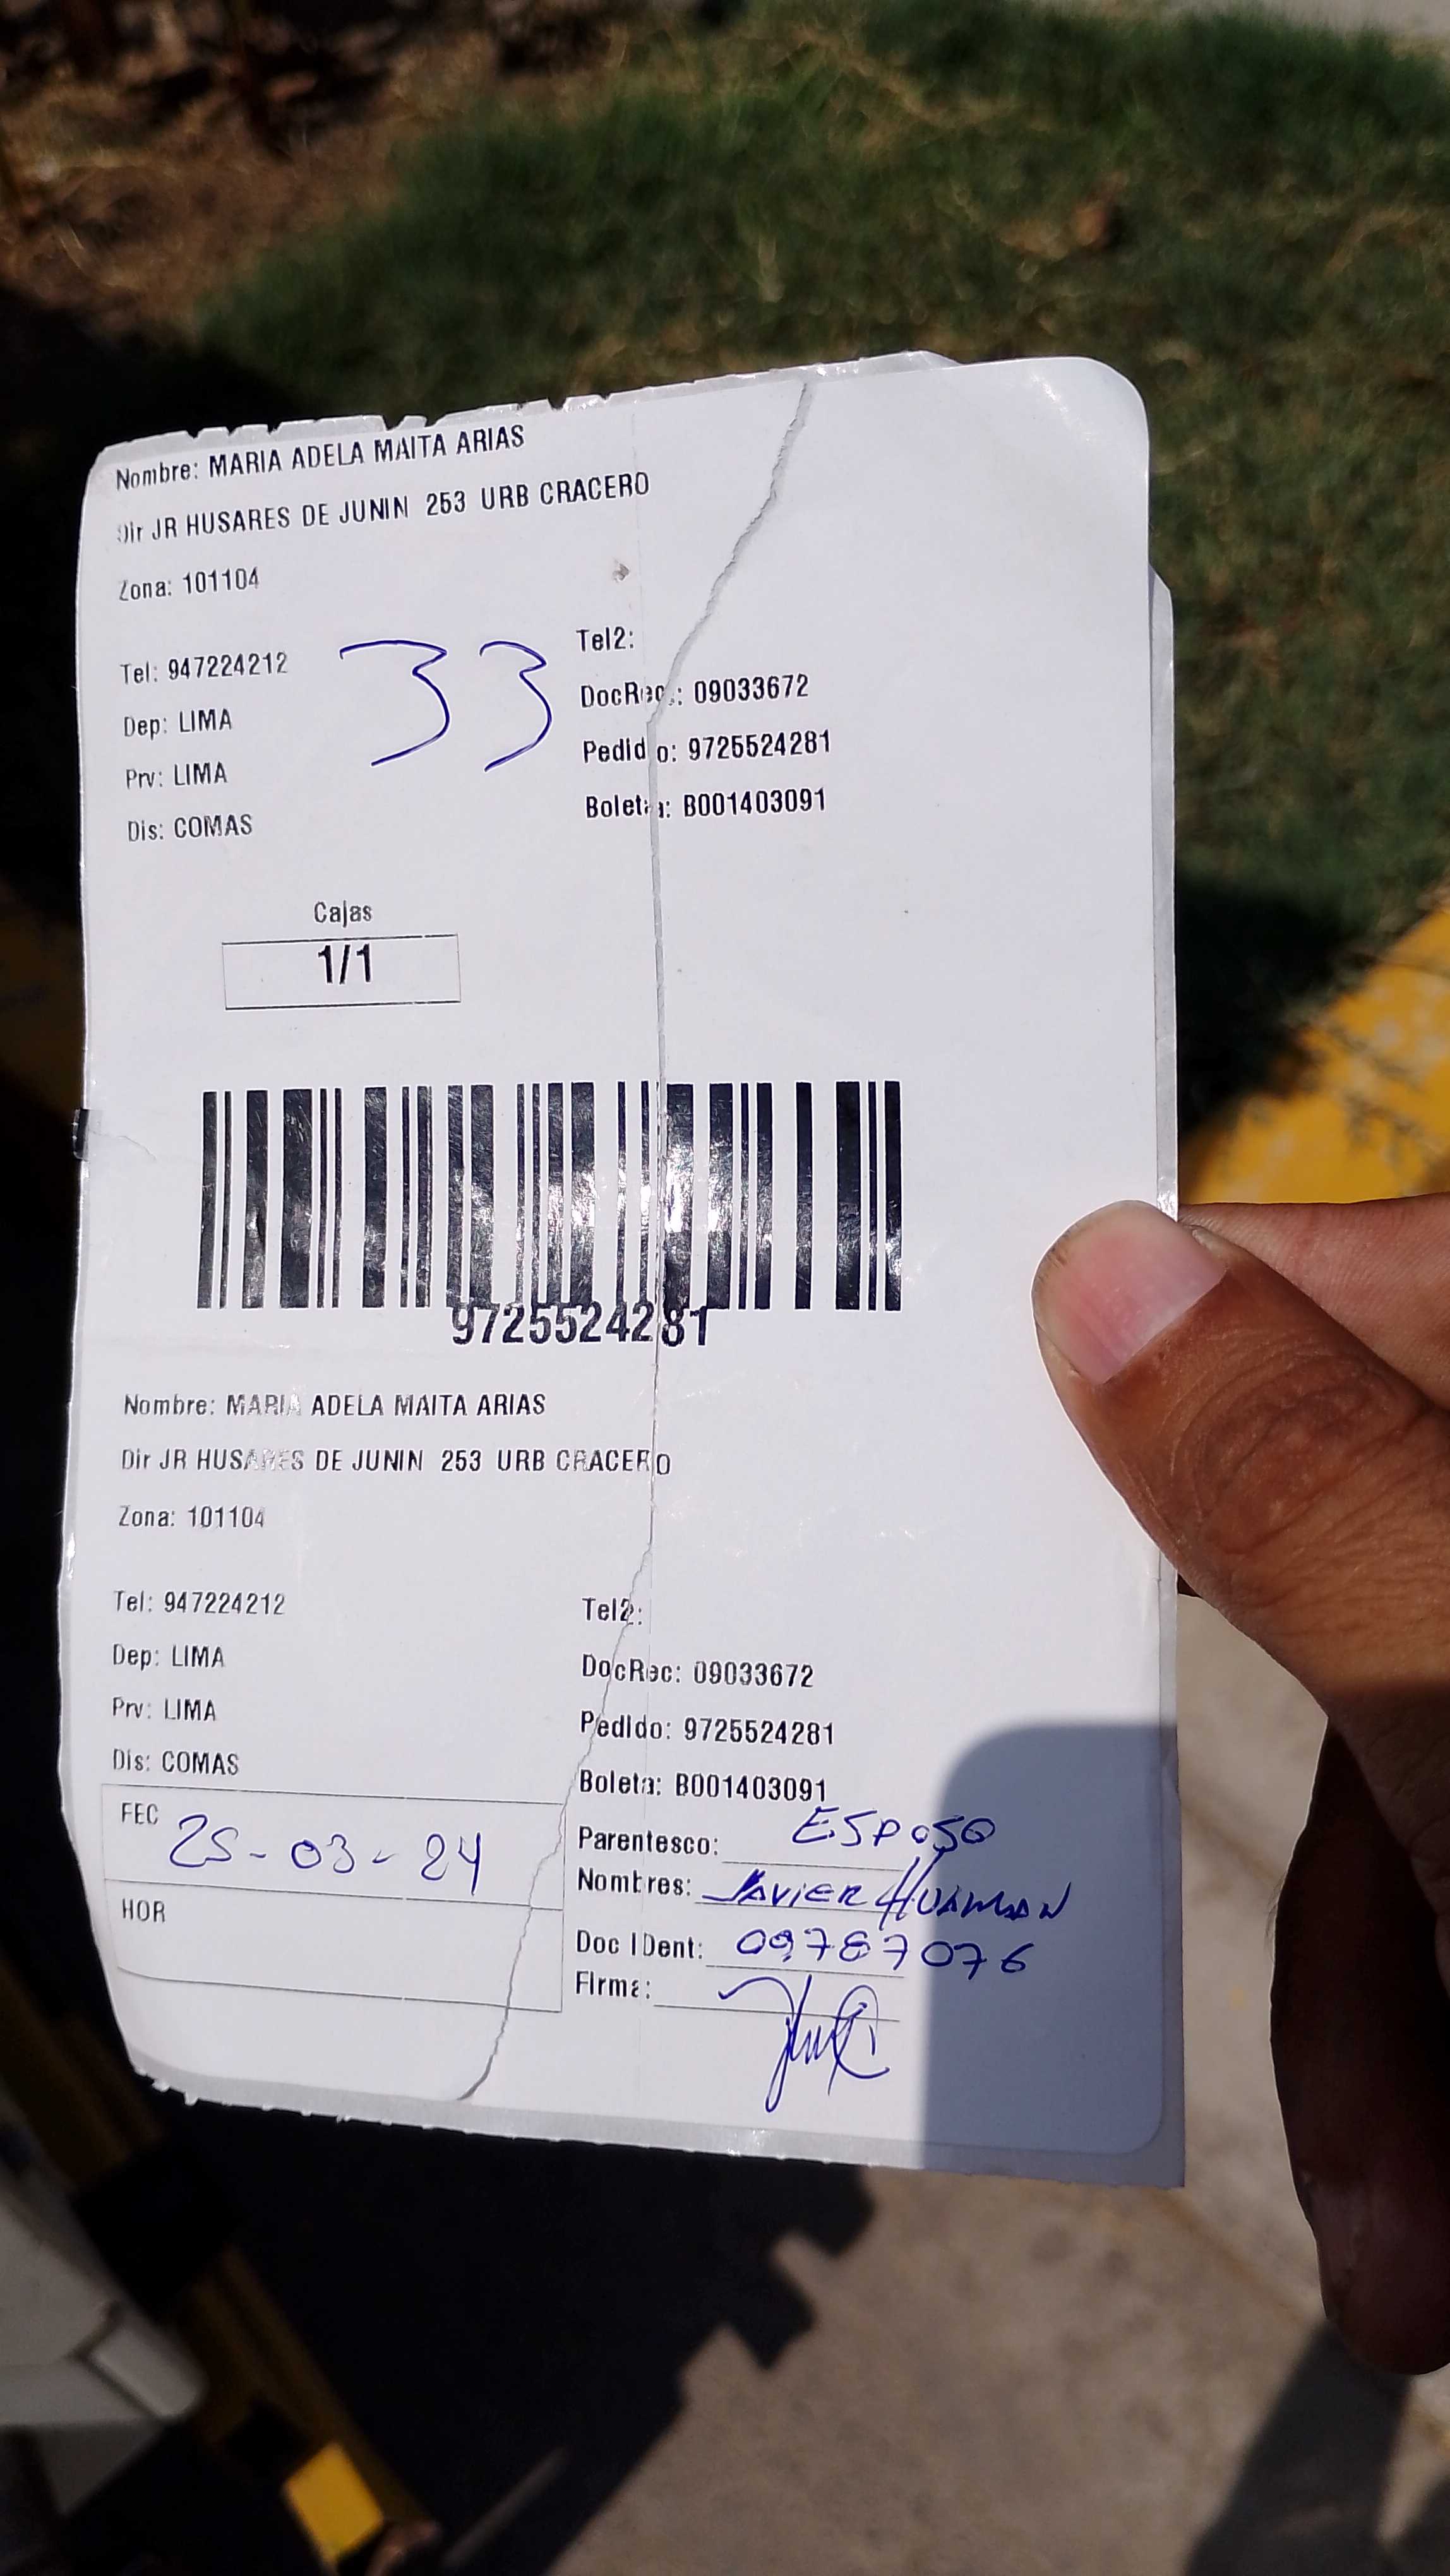 Nombre: MARIA ADELA MAITA ARIAS
Dir JR HUSARES DE JUNIN 253 URB CRACERO
Zona: 101104
33
Tel: 947224212
Tel2:
Dep: LIMA
DocRec.: 09033672
Prv: LIMA
Pedido: 9725524281
Dis: COMAS
Boleta: B001403091
Cajas
1/1
9725524281
Nombre: MARIA ADELA MAITA ARIAS
Dir JR HUSARES DE JUNIN 253 URB CRACERO
Zona: 101104
Tel: 947224212
Tel2:
Dep: LIMA
DocRec: 09033672
Prv: LIMA
Pedido: 9725524281
Dis: COMAS
Boleta: B001403091
FEC 25-03-24
Parentesco: ESPOSO
Nombres: JAVIER HUAMAN
HOR
Doc IDent: 09787076
Firma: